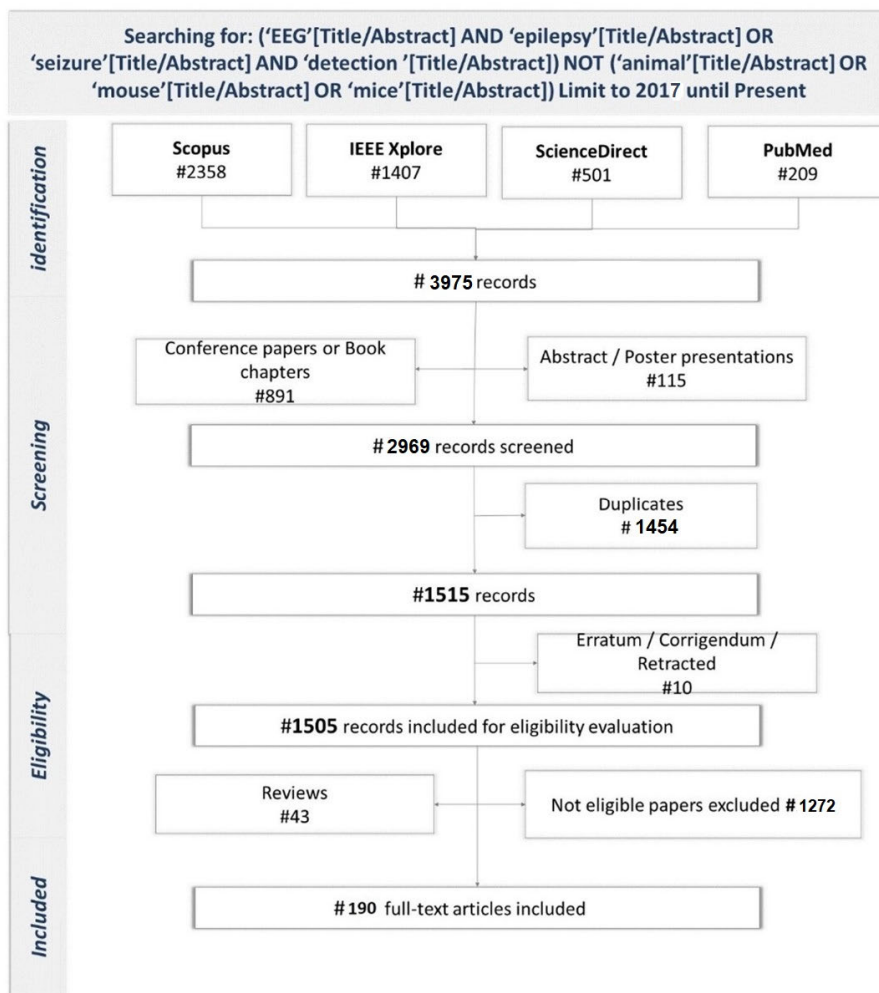 Searching for: (‘EEG’[Title/Abstract] AND ‘epilepsy’[Title/Abstract] OR
‘seizure’[Title/Abstract] AND ‘detection ’[Title/Abstract]) NOT (‘animal’[Title/Abstract] OR
‘mouse’[Title/Abstract] OR ‘mice’[Title/Abstract]) Limit to 2017 until Present
identification
Scopus
#2358
IEEE Xplore
#1407
ScienceDirect
#501
PubMed
#209
# 3975 records
Screening
Conference papers or Book
chapters
#891
Abstract / Poster presentations
#115
# 2969 records screened
Duplicates
# 1454
#1515 records
Erratum / Corrigendum /
Retracted
#10
Eligibility
#1505 records included for eligibility evaluation
Reviews
#43
Not eligible papers excluded # 1272
Included
# 190 full-text articles included